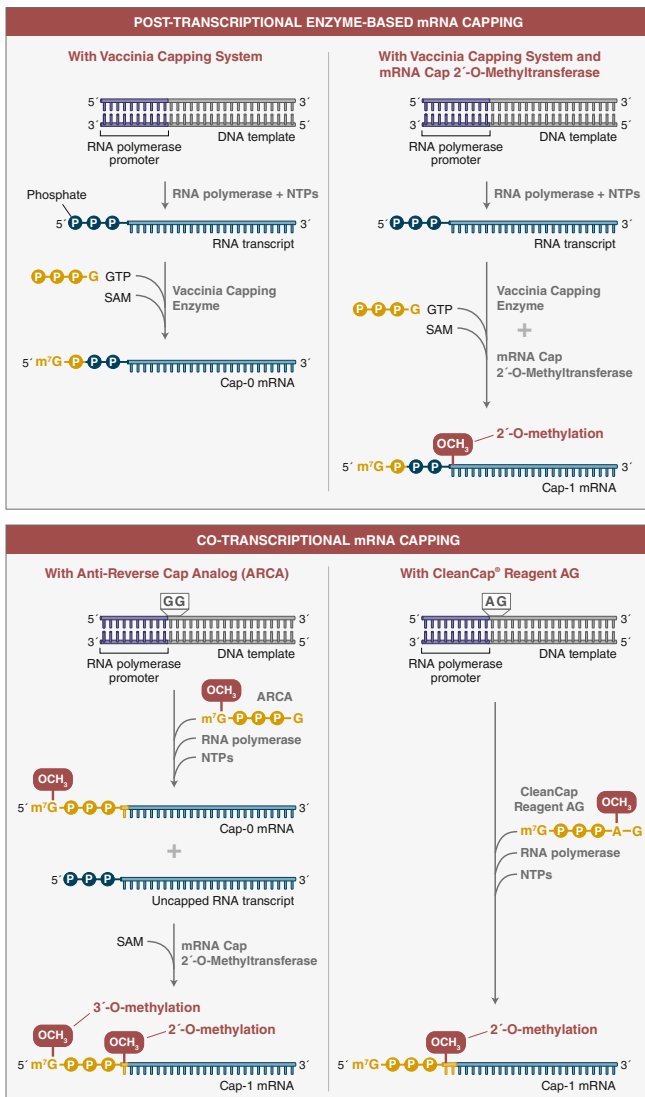 POST-TRANSCRIPTIONAL ENZYME-BASED mRNA CAPPING
With Vaccinia Capping System
5´ 3´
3´ 5´
DNA template
RNA polymerase
promoter
RNA polymerase + NTPs
Phosphate
5´ P P P 3´
RNA transcript
P P P G GTP
SAM
Vaccinia Capping
Enzyme
5´ m⁷G P P P 3´
Cap-0 mRNA
With Vaccinia Capping System and
mRNA Cap 2´-O-Methyltransferase
5´ 3´
3´ 5´
DNA template
RNA polymerase
promoter
RNA polymerase + NTPs
5´ P P P 3´
RNA transcript
Vaccinia Capping
Enzyme
P P P G GTP
SAM
+
mRNA Cap
2´-O-Methyltransferase
2´-O-methylation
OCH₃
5´ m⁷G P P P 3´
Cap-1 mRNA
CO-TRANSCRIPTIONAL mRNA CAPPING
With Anti-Reverse Cap Analog (ARCA)
GG
5´ 3´
3´ 5´
DNA template
RNA polymerase
promoter
OCH₃ ARCA
m⁷G P P P G
RNA polymerase
NTPs
OCH₃
5´ m⁷G P P P 3´
Cap-0 mRNA
+
5´ P P P 3´
Uncapped RNA transcript
SAM
mRNA Cap
2´-O-Methyltransferase
3´-O-methylation
OCH₃
2´-O-methylation
OCH₃
5´ m⁷G P P P 3´
Cap-1 mRNA
With CleanCap® Reagent AG
AG
5´ 3´
3´ 5´
DNA template
RNA polymerase
promoter
CleanCap
Reagent AG
OCH₃
m⁷G P P P A G
RNA polymerase
NTPs
2´-O-methylation
OCH₃
5´ m⁷G P P P 3´
Cap-1 mRNA